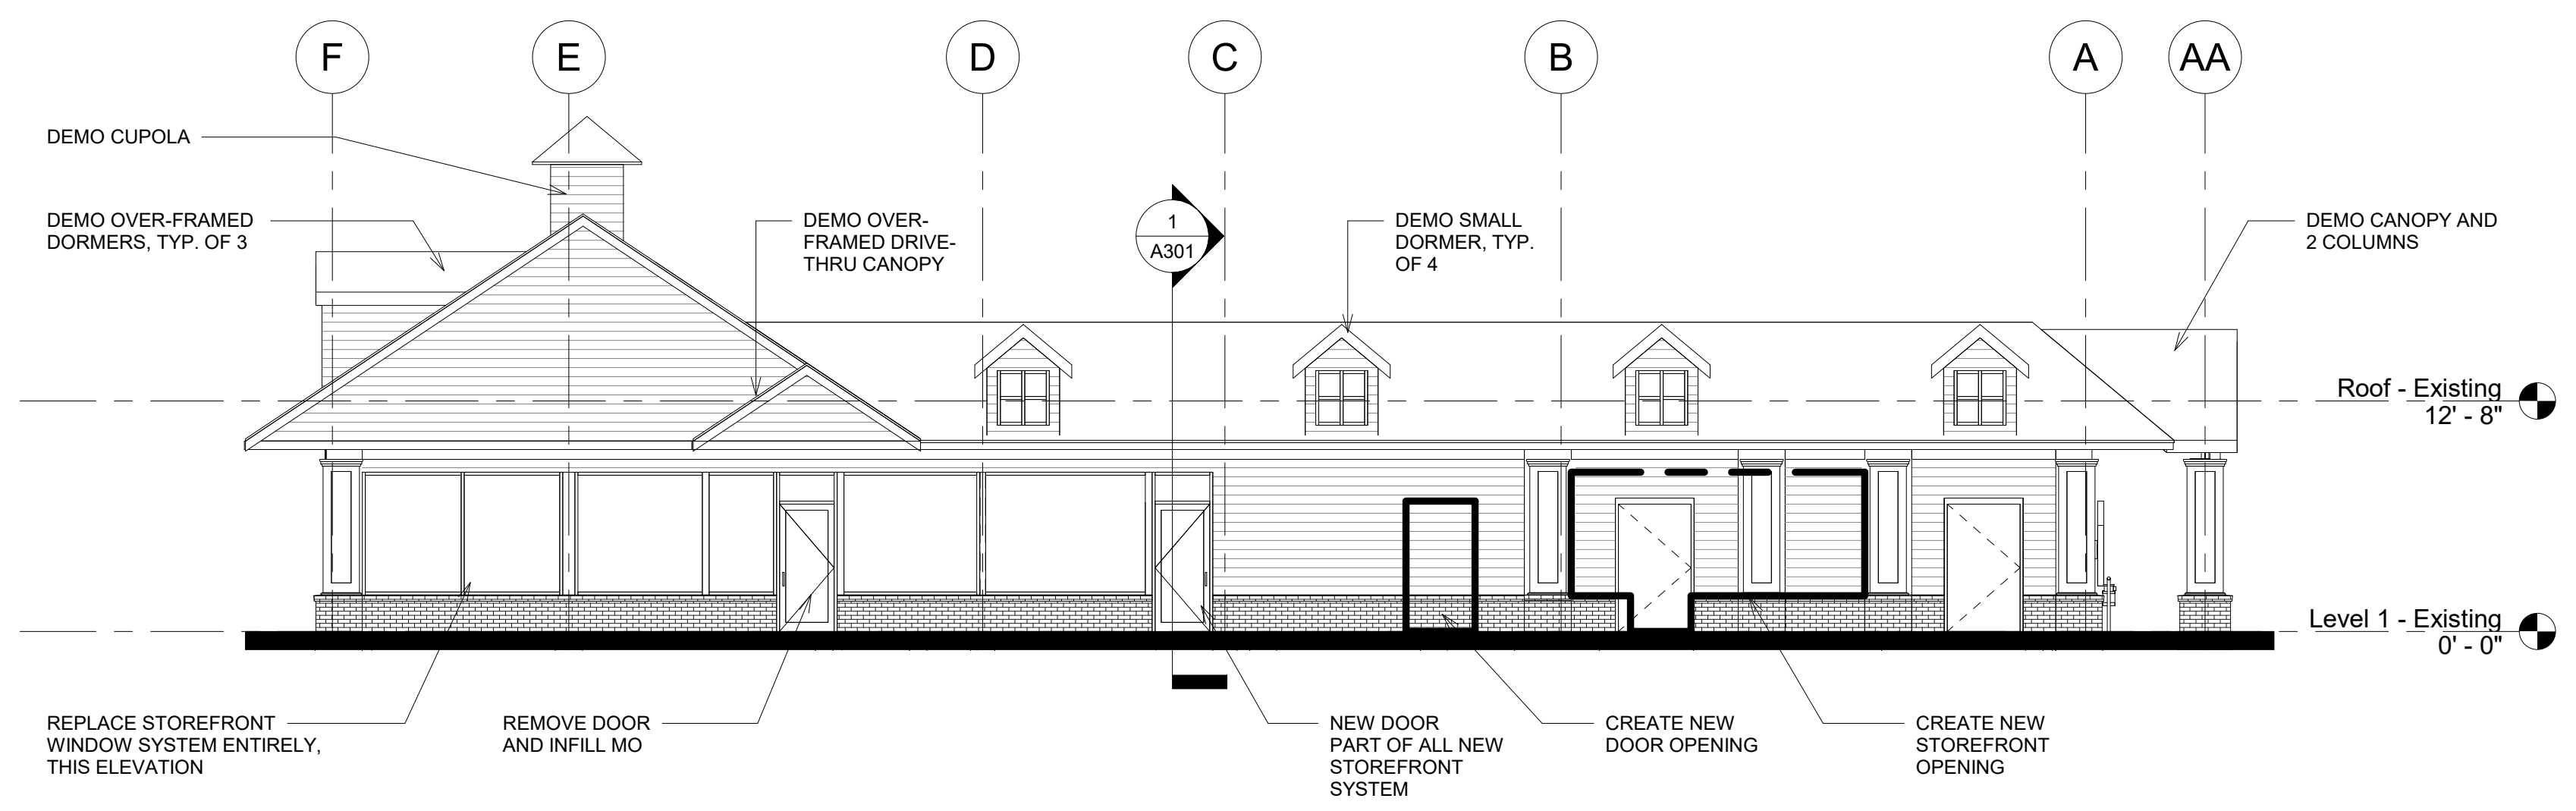 F
E
D
C
B
A
AA
DEMO CUPOLA
DEMO OVER-FRAMED
DORMERS, TYP. OF 3
DEMO OVER-
FRAMED DRIVE-
THRU CANOPY
1
A301
DEMO SMALL
DORMER, TYP.
OF 4
DEMO CANOPY AND
2 COLUMNS
Roof - Existing
12' - 8"
Level 1 - Existing
0' - 0"
REPLACE STOREFRONT
WINDOW SYSTEM ENTIRELY,
THIS ELEVATION
REMOVE DOOR
AND INFILL MO
NEW DOOR
PART OF ALL NEW
STOREFRONT
SYSTEM
CREATE NEW
DOOR OPENING
CREATE NEW
STOREFRONT
OPENING